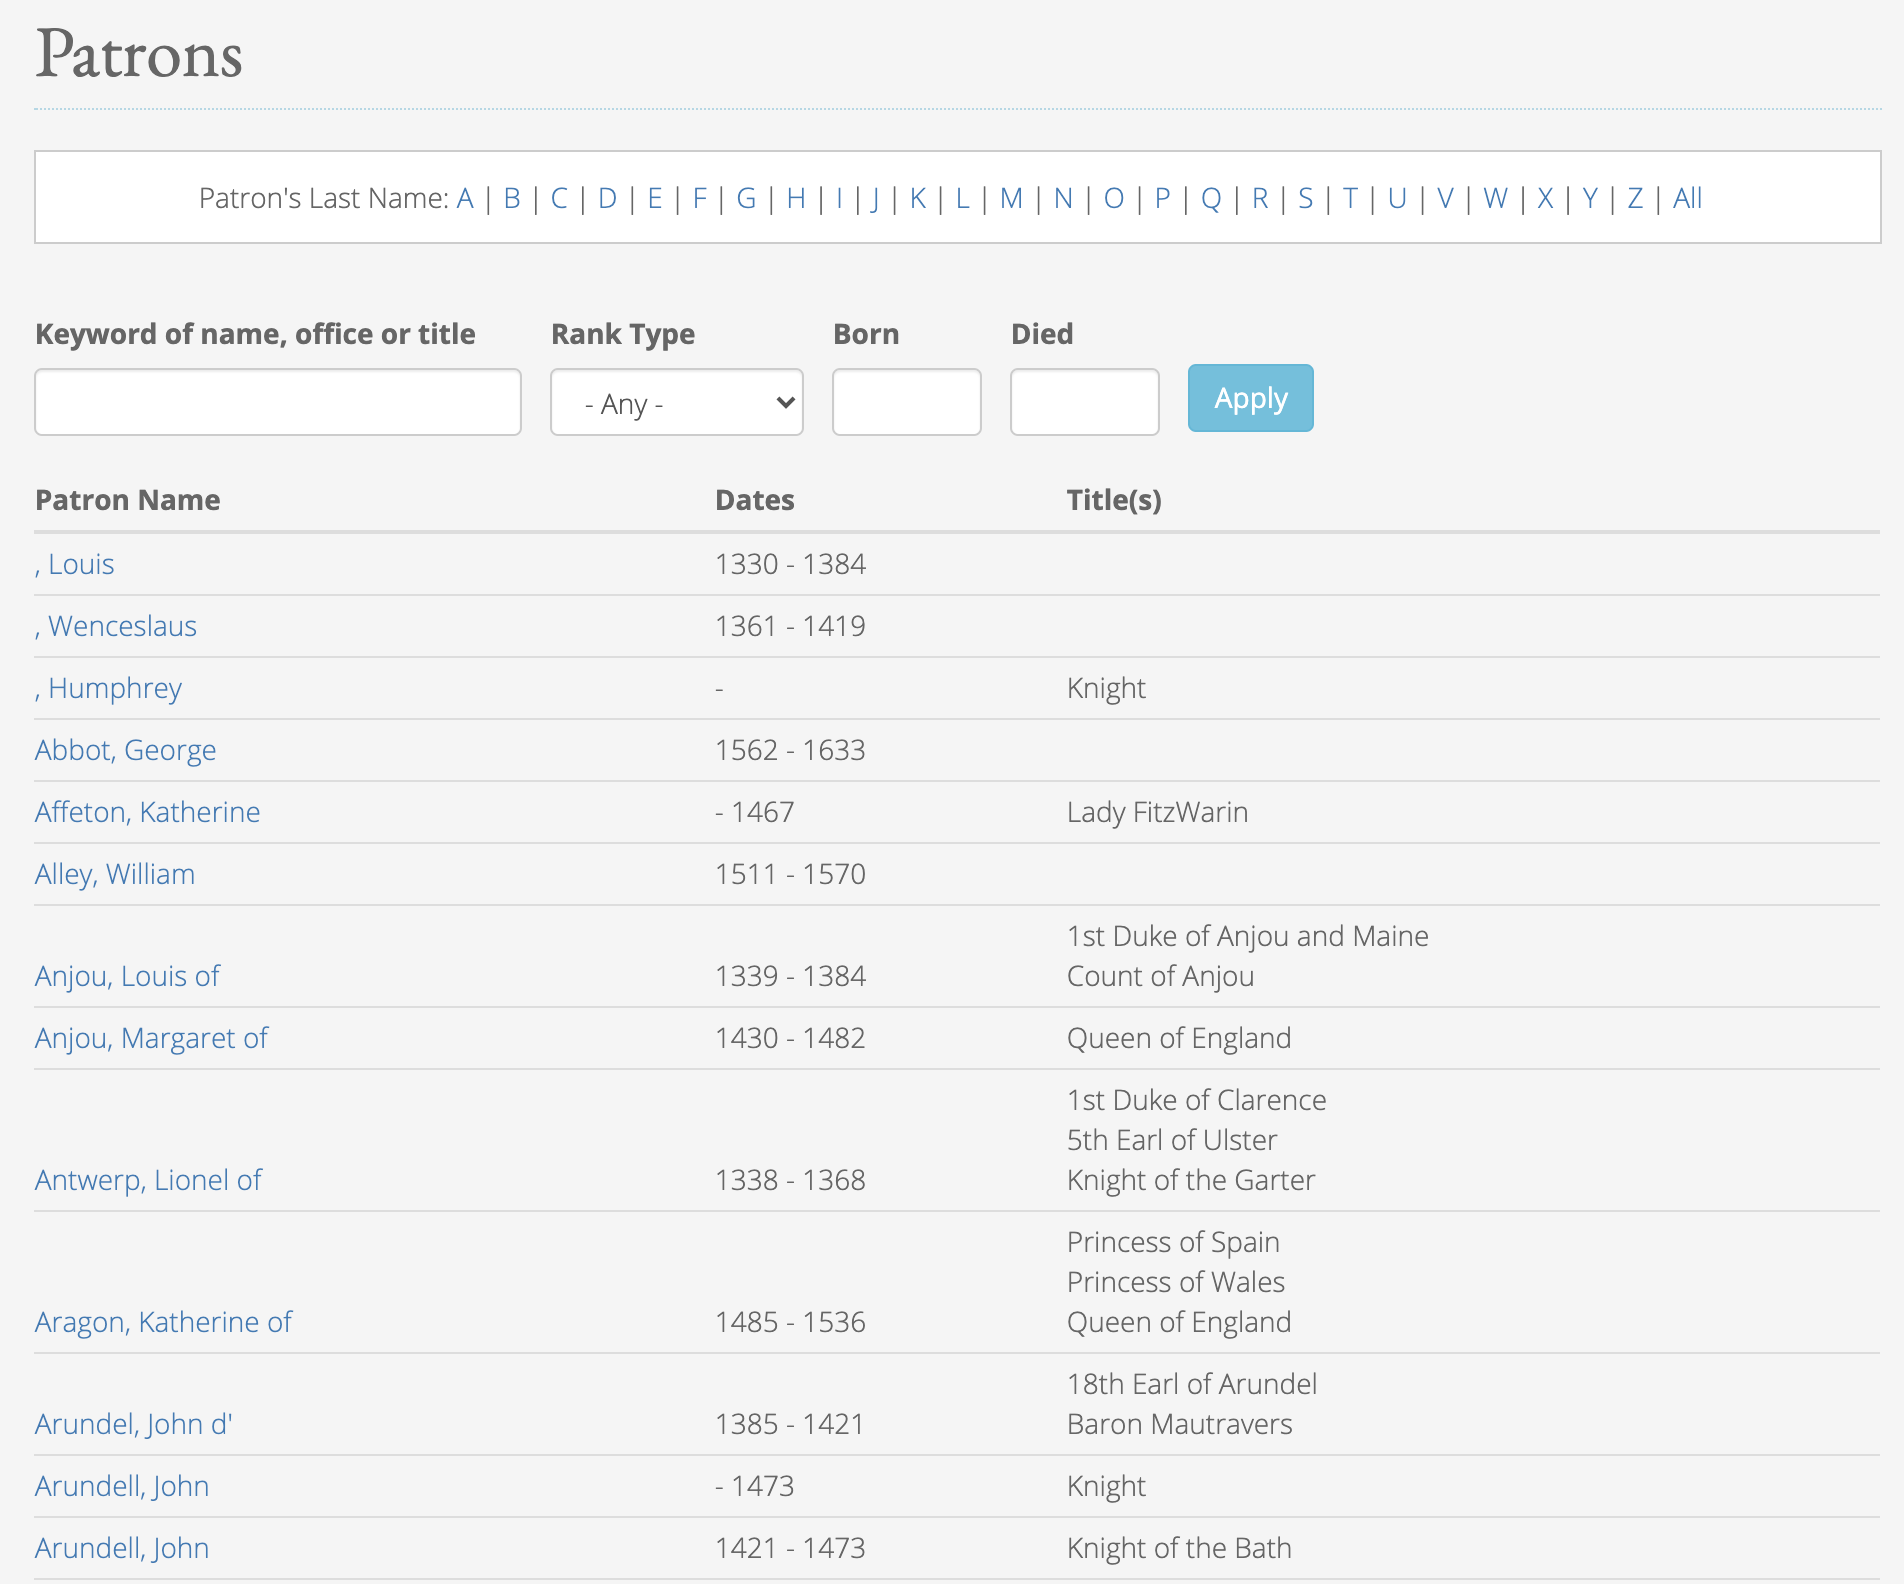 Patrons
Patron's Last Name: A | B | C | D | E | F | G | H | I | J | K | L | M | N | O | P | Q | R | S | T | U | V | W | X | Y | Z | All
Keyword of name, office or title Rank Type Born Died
- Any - Apply
Patron Name Dates Title(s)
, Louis 1330 - 1384
, Wenceslaus 1361 - 1419
, Humphrey - Knight
Abbot, George 1562 - 1633
Affeton, Katherine - 1467 Lady FitzWarin
Alley, William 1511 - 1570
1st Duke of Anjou and Maine
Anjou, Louis of 1339 - 1384 Count of Anjou
Anjou, Margaret of 1430 - 1482 Queen of England
1st Duke of Clarence
5th Earl of Ulster
Antwerp, Lionel of 1338 - 1368 Knight of the Garter
Princess of Spain
Princess of Wales
Aragon, Katherine of 1485 - 1536 Queen of England
18th Earl of Arundel
Arundel, John d' 1385 - 1421 Baron Mautravers
Arundell, John - 1473 Knight
Arundell, John 1421 - 1473 Knight of the Bath